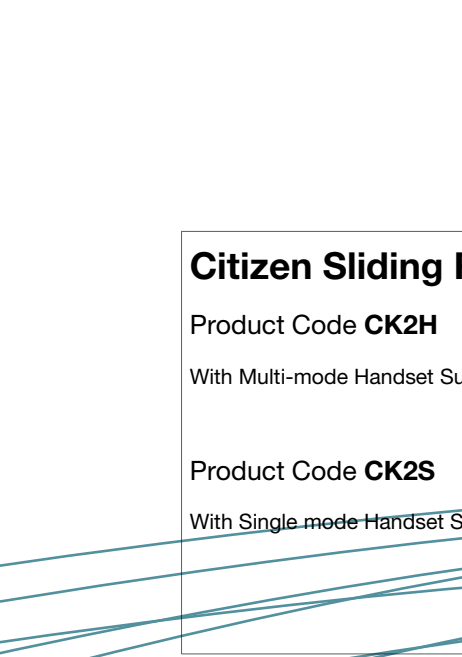 Citizen Sliding
Product Code CK2H
With Multi-mode Handset
Product Code CK2S
With Single mode Handset